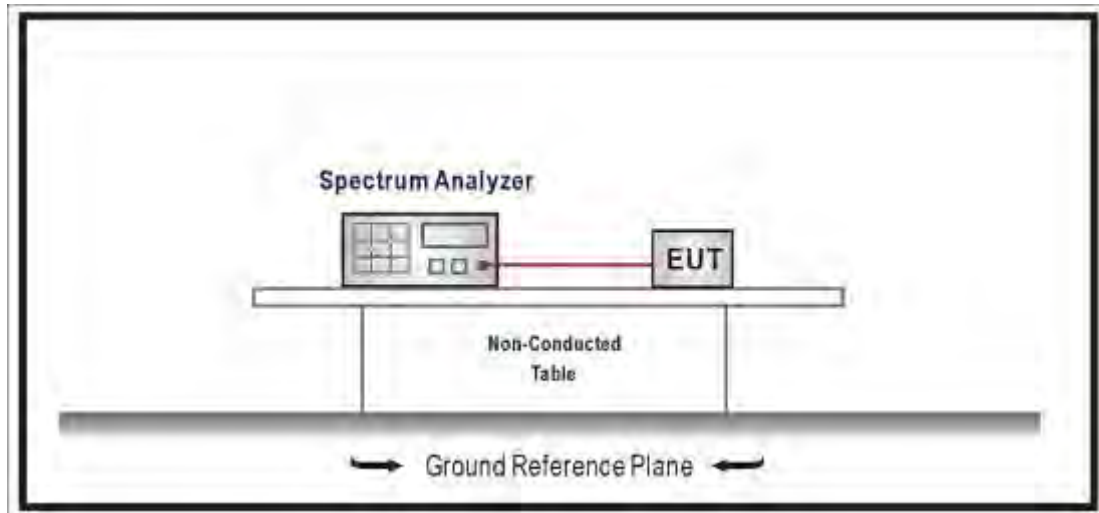 Spectrum Analyzer
EUT
Non-Conducted
Table
Ground Reference Plane